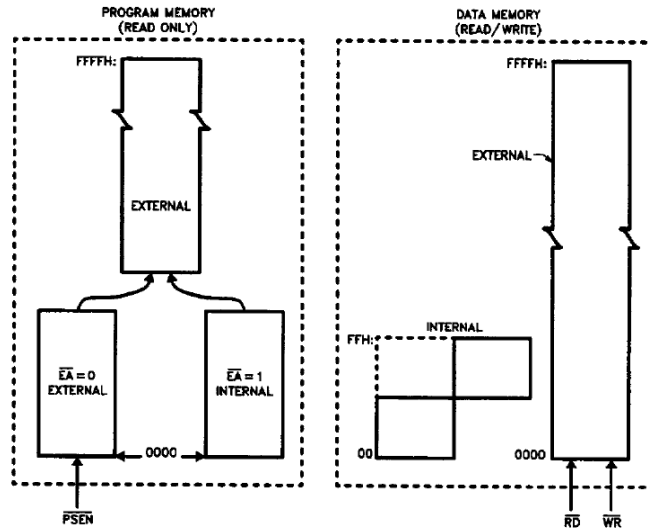 PROGRAM MEMORY
(READ ONLY)
FFFFH:
EXTERNAL
EA = 0
EXTERNAL
EA = 1
INTERNAL
0000
PSEN
DATA MEMORY
(READ/WRITE)
FFFFH:
EXTERNAL
INTERNAL
FFH:
00
0000
RD
WR